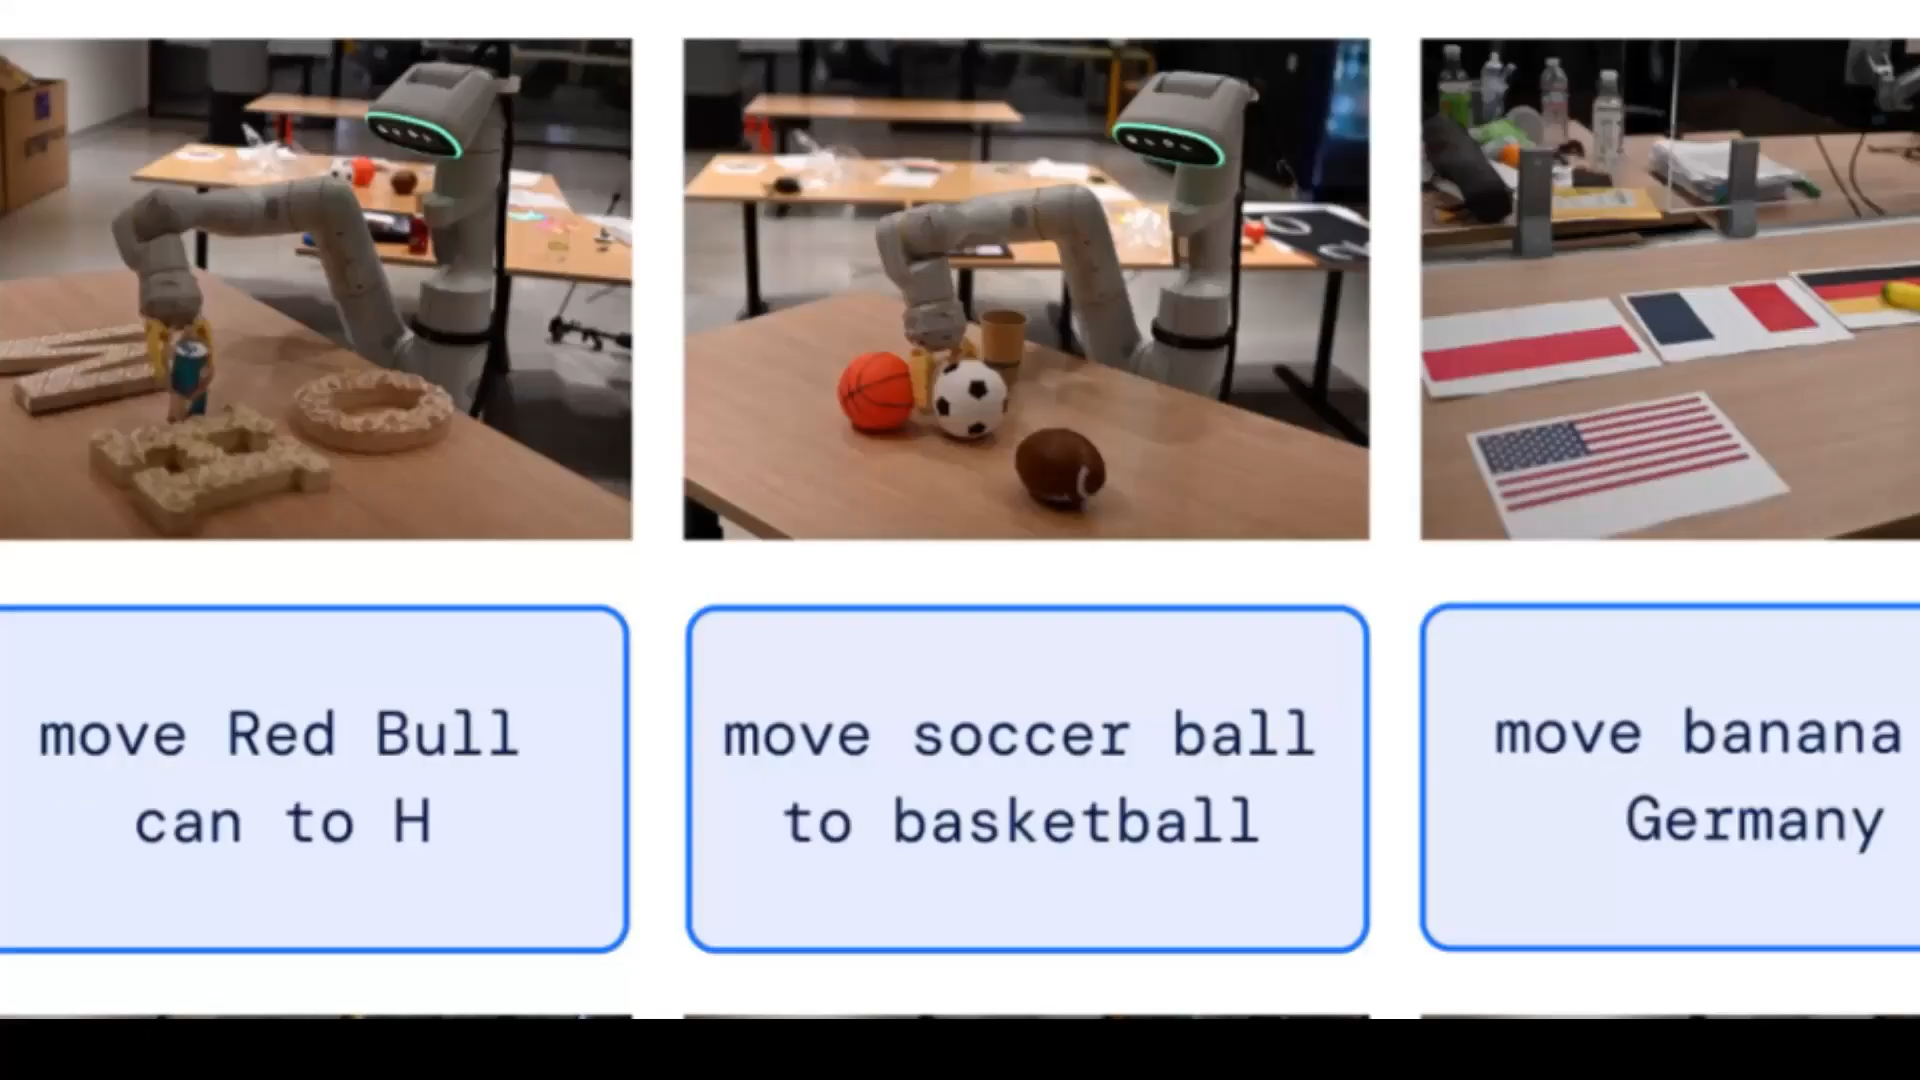 move Red Bull
can to H
move soccer ball
to basketball
move banana
Germany